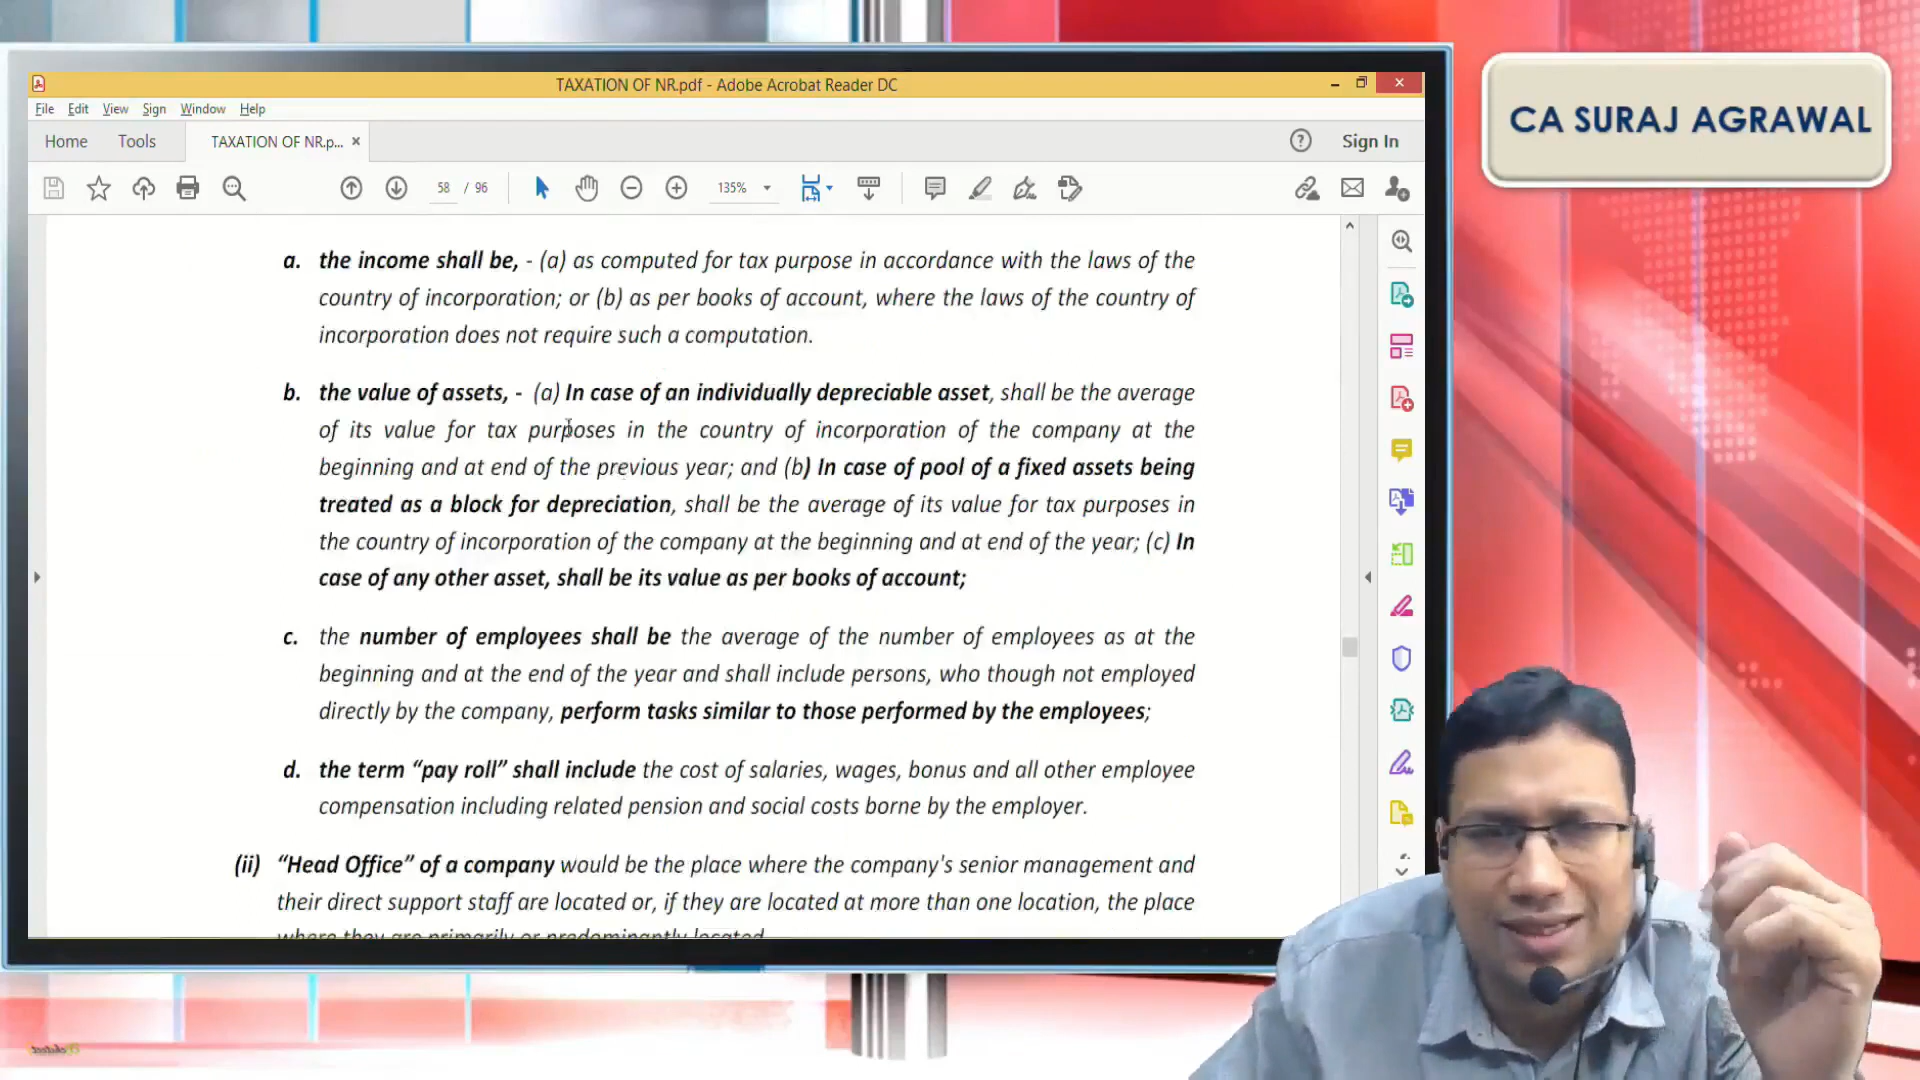 TAXATION OF NR.pdf - Adobe Acrobat Reader DC
CA SURAJ AGRAWAL
File Edit View Sign Window Help
Home Tools TAXATION OF NR.p... × Sign In
58 / 96 135%
a. the income shall be, - (a) as computed for tax purpose in accordance with the laws of the
country of incorporation; or (b) as per books of account, where the laws of the country of
incorporation does not require such a computation.
b. the value of assets, - (a) In case of an individually depreciable asset, shall be the average
of its value for tax purposes in the country of incorporation of the company at the
beginning and at end of the previous year; and (b) In case of pool of a fixed assets being
treated as a block for depreciation, shall be the average of its value for tax purposes in
the country of incorporation of the company at the beginning and at end of the year; (c) In
case of any other asset, shall be its value as per books of account;
c. the number of employees shall be the average of the number of employees as at the
beginning and at the end of the year and shall include persons, who though not employed
directly by the company, perform tasks similar to those performed by the employees;
d. the term “pay roll” shall include the cost of salaries, wages, bonus and all other employee
compensation including related pension and social costs borne by the employer.
(ii) “Head Office” of a company would be the place where the company's senior management and
their direct support staff are located or, if they are located at more than one location, the place
where they are primarily or predominantly located.